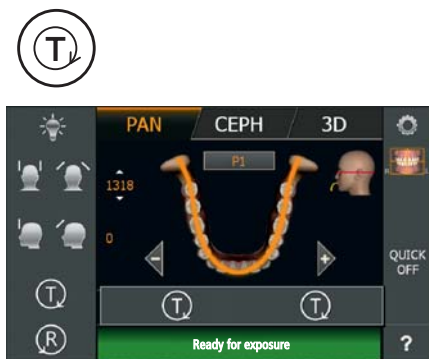 T
PAN CEPH 3D
P1
1318
R L
0
- +
QUICK
OFF
T T T
R Ready for exposure ?